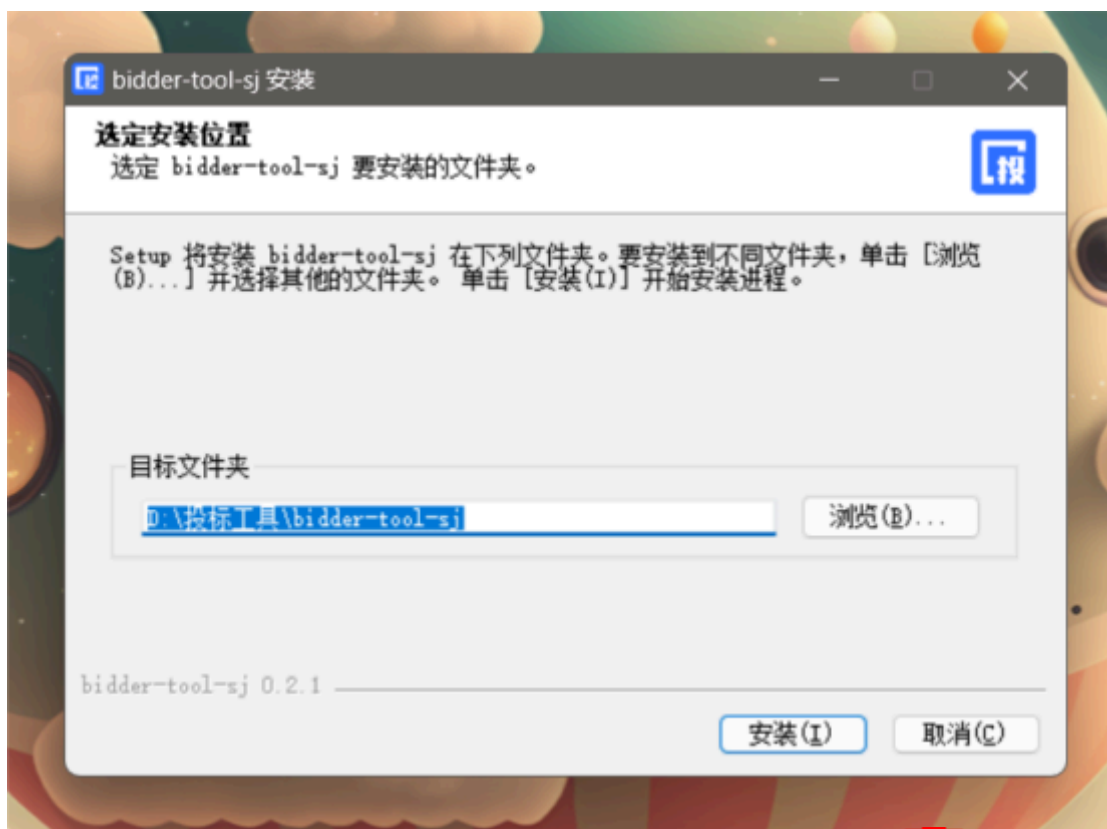 bidder-tool-sj 安装
选定安装位置
选定 bidder-tool-sj 要安装的文件夹。
投
Setup 将安装 bidder-tool-sj 在下列文件夹。要安装到不同文件夹，单击 [浏览
(B)...] 并选择其他的文件夹。 单击 [安装(I)] 开始安装进程。
目标文件夹
D:\投标工具\bidder-tool-sj
浏览(B)...
bidder-tool-sj 0.2.1
安装(I)
取消(C)